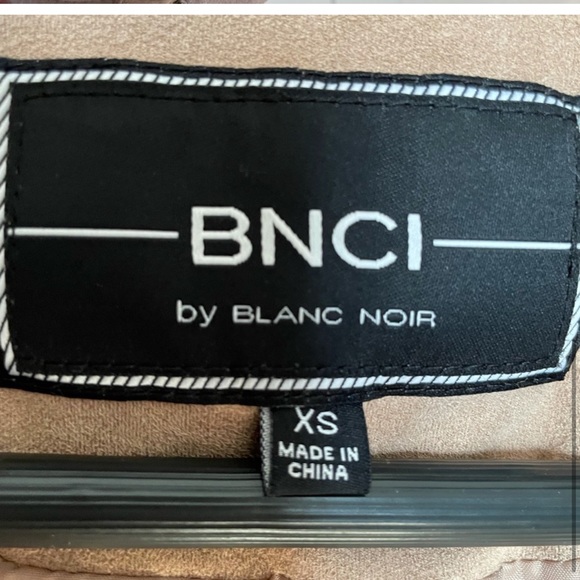 BNCI
by BLANC NOIR
XS
MADE IN
CHINA